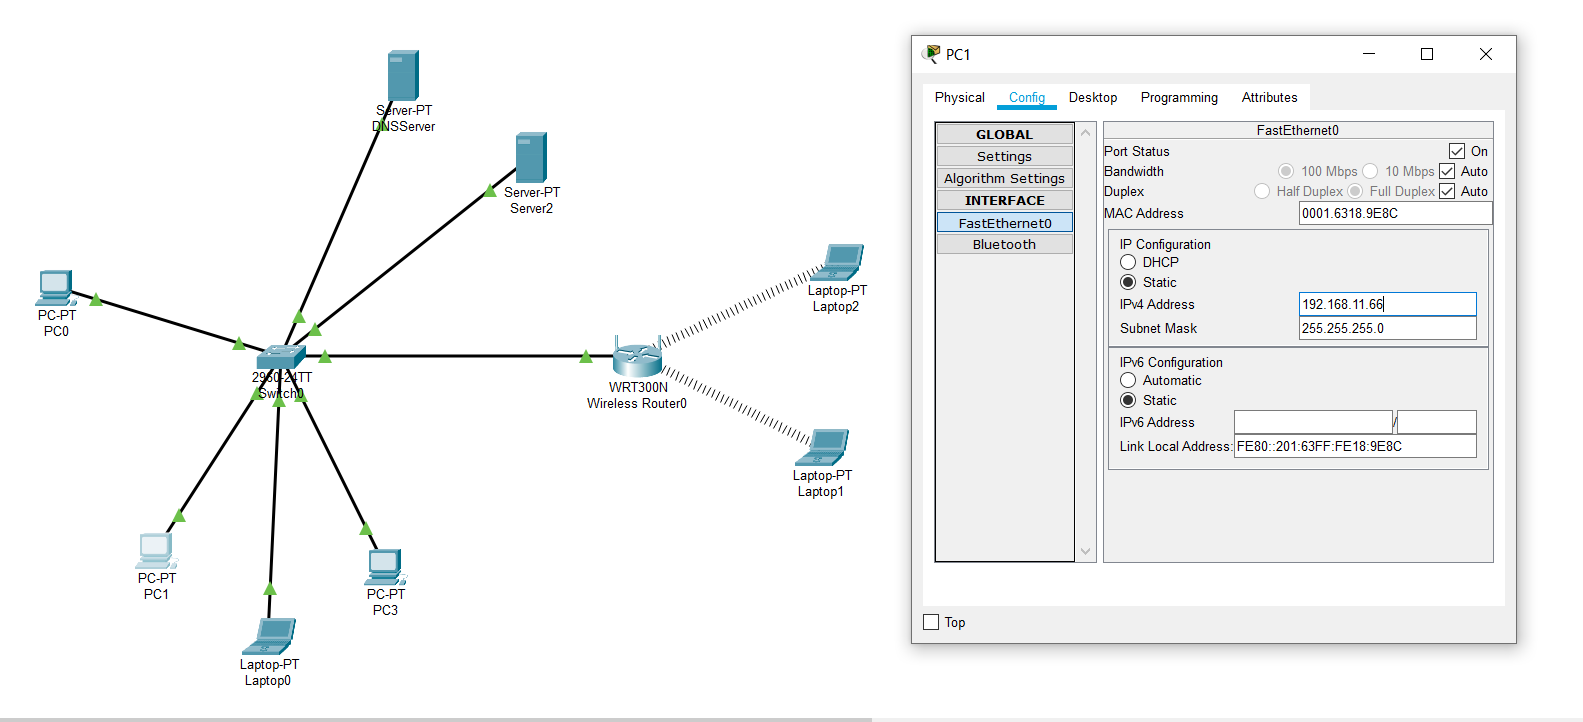 Server-PT
DNSServer
Server-PT
Server2
PC-PT
PC0
2960-24TT
Switch0
WRT300N
Wireless Router0
Laptop-PT
Laptop2
Laptop-PT
Laptop1
PC-PT
PC1
PC-PT
PC3
Laptop-PT
Laptop0
PC1
Physical Config Desktop Programming Attributes
GLOBAL
Settings
Algorithm Settings
INTERFACE
FastEthernet0
Bluetooth
FastEthernet0
Port Status On
Bandwidth 100 Mbps 10 Mbps Auto
Duplex Half Duplex Full Duplex Auto
MAC Address 0001.6318.9E8C
IP Configuration
DHCP
Static
IPv4 Address 192.168.11.66
Subnet Mask 255.255.255.0
IPv6 Configuration
Automatic
Static
IPv6 Address /
Link Local Address: FE80::201:63FF:FE18:9E8C
Top